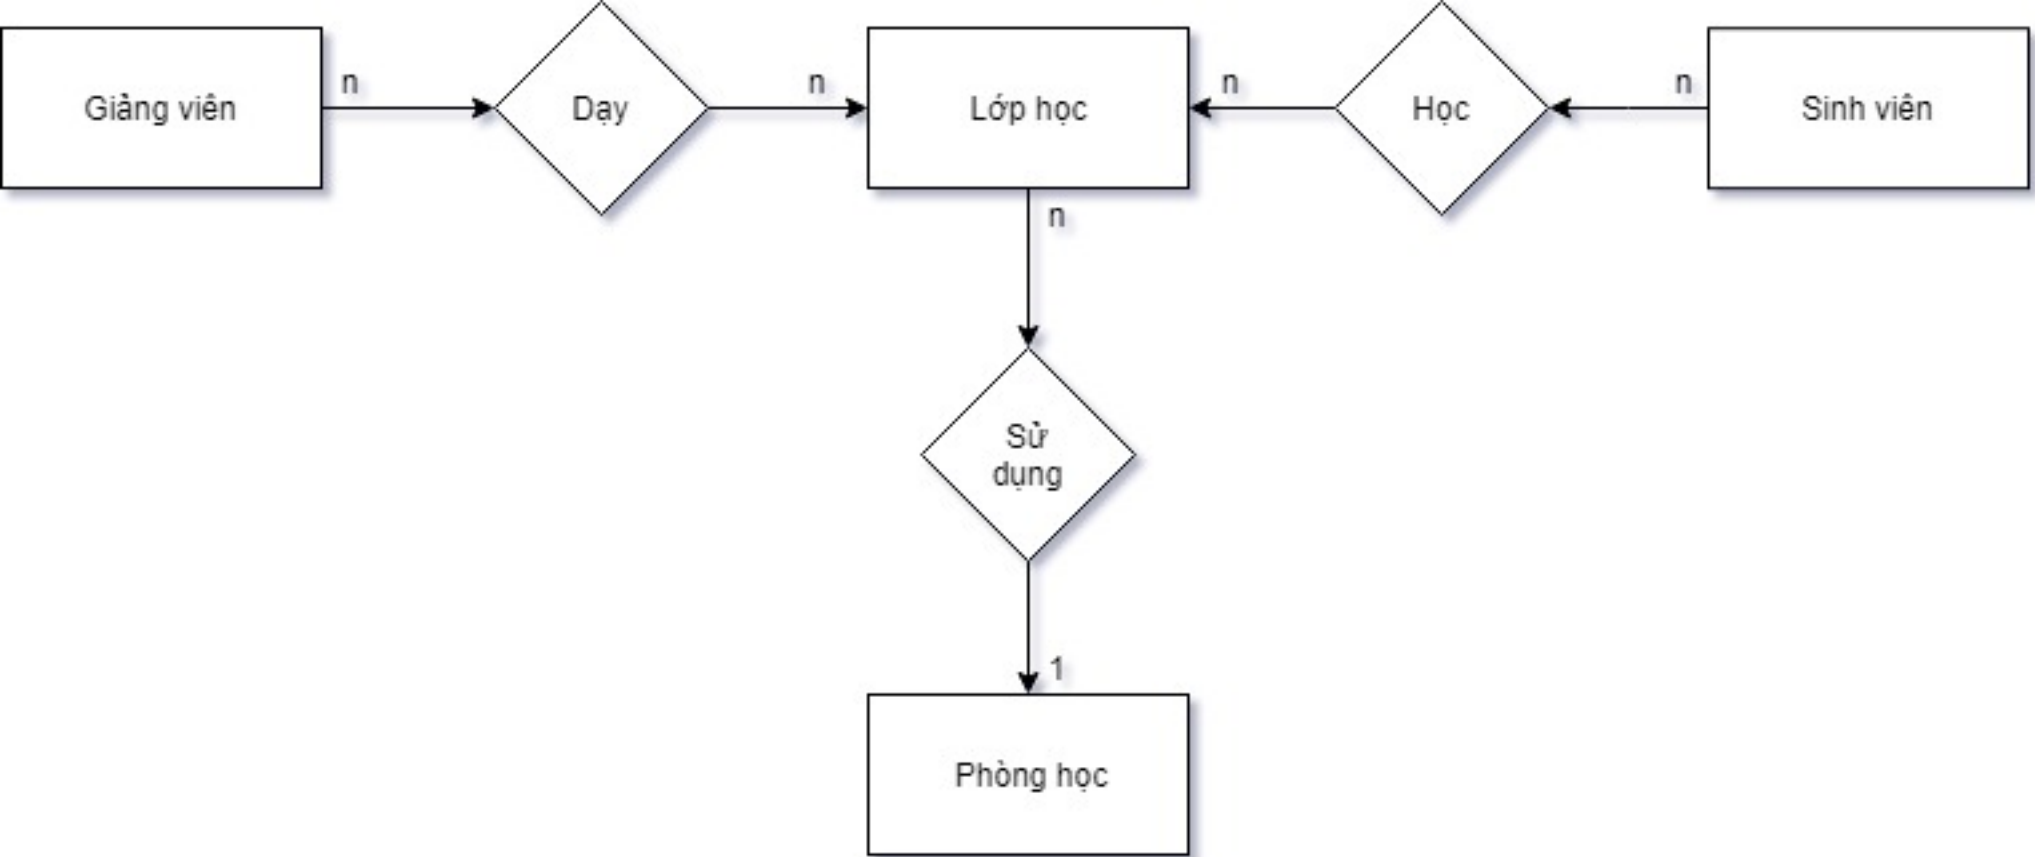 Giảng viên
n
Dạy
n
Lớp học
n
Học
n
Sinh viên
n
Sử
dụng
1
Phòng học